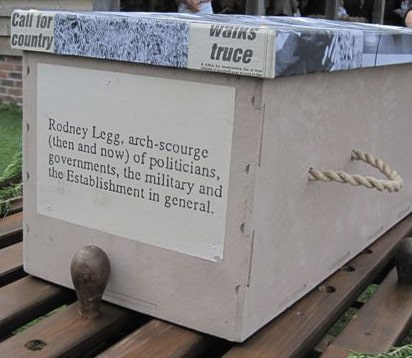 Call for
country
Walks
truce
Rodney Legg, arch-scourge
(then and now) of politicians,
governments, the military and
the Establishment in general.